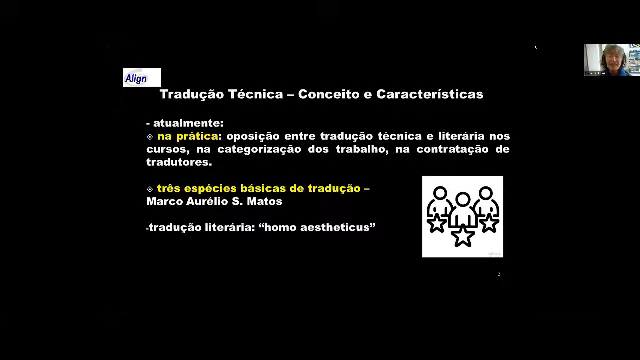 Align
Tradução Técnica – Conceito e Características
- atualmente:
na prática: oposição entre tradução técnica e literária nos
cursos, na categorização dos trabalho, na contratação de
tradutores.
três espécies básicas de tradução –
Marco Aurélio S. Matos
-tradução literária: “homo aestheticus”
2